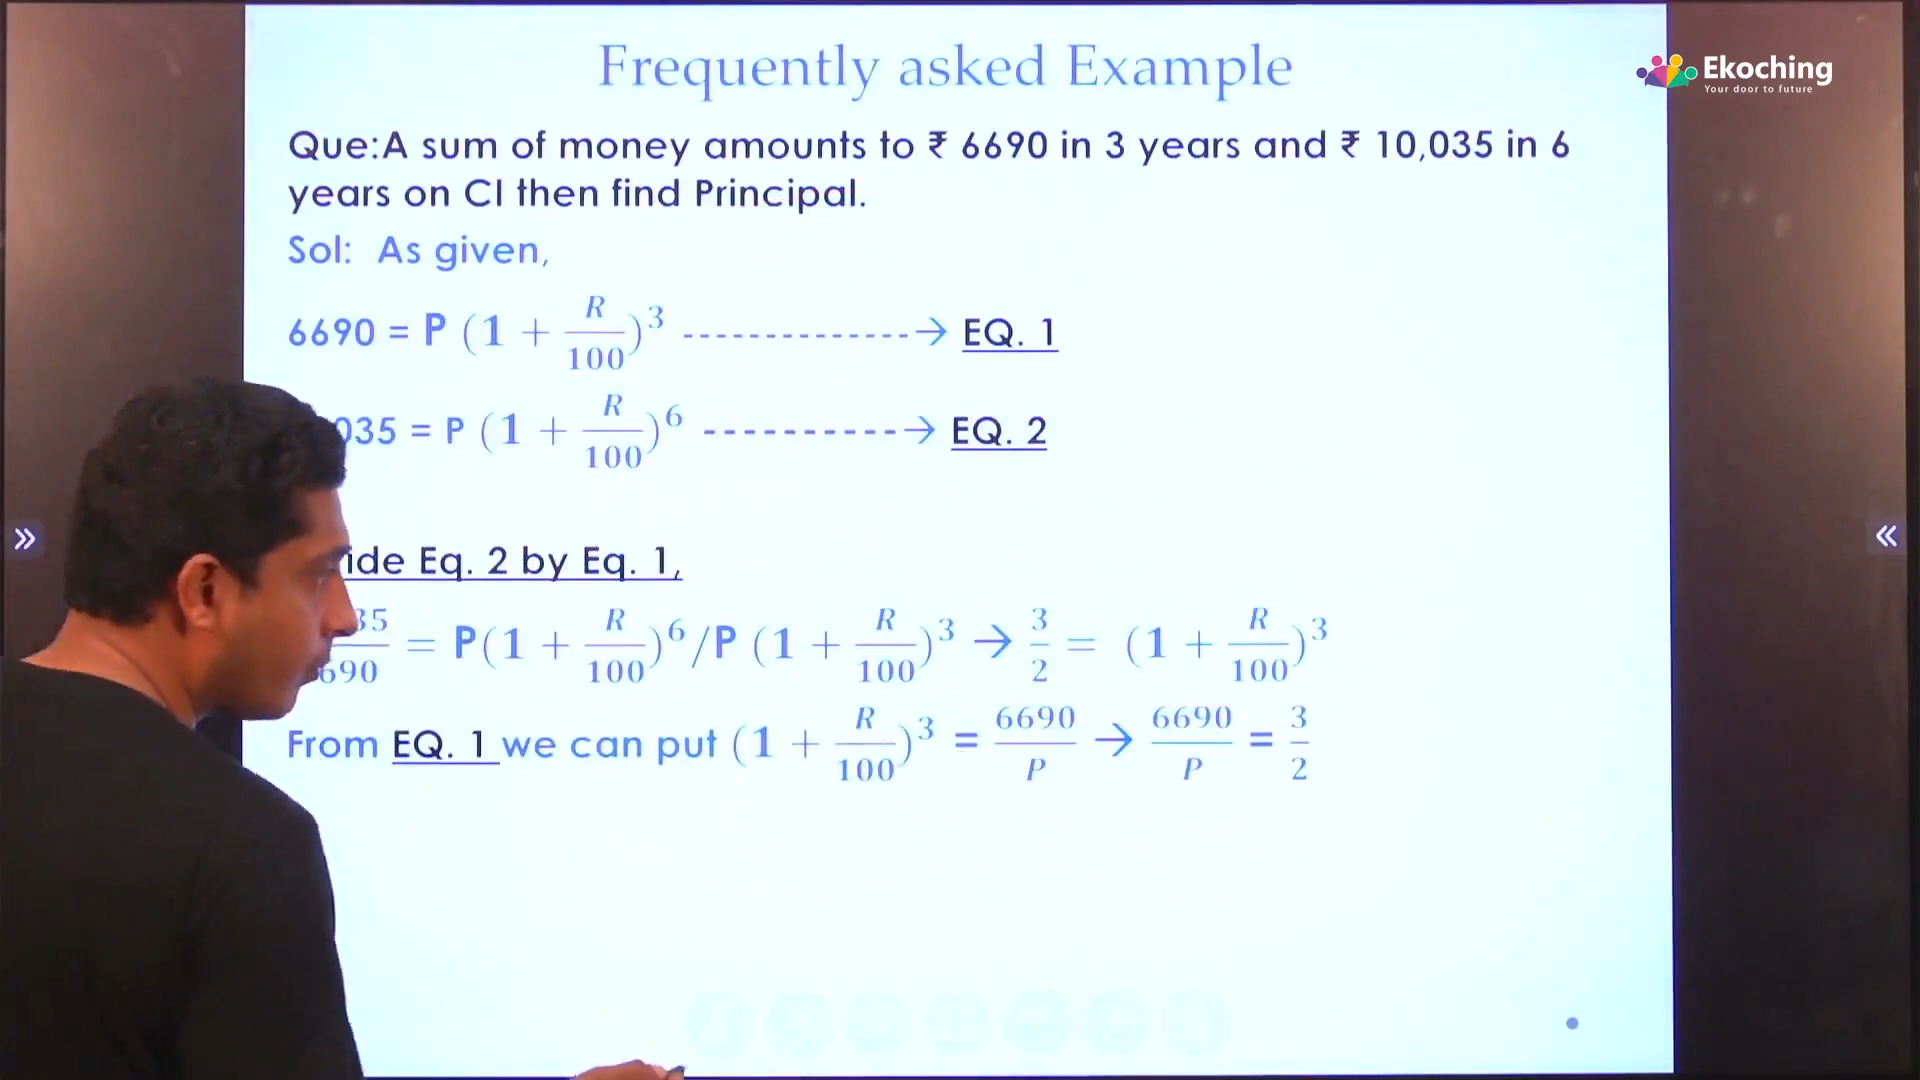 Frequently asked Example
Ekoching
Your door to future
Que:A sum of money amounts to ₹ 6690 in 3 years and ₹ 10,035 in 6
years on CI then find Principal.
Sol: As given,
6690 = P (1 + R/100)³ --------------→ EQ. 1
035 = P (1 + R/100)⁶ -----------→ EQ. 2
ide Eq. 2 by Eq. 1,
35/690 = P(1 + R/100)⁶/P (1 + R/100)³ → 3/2 = (1 + R/100)³
From EQ. 1 we can put (1 + R/100)³ = 6690/P → 6690/P = 3/2